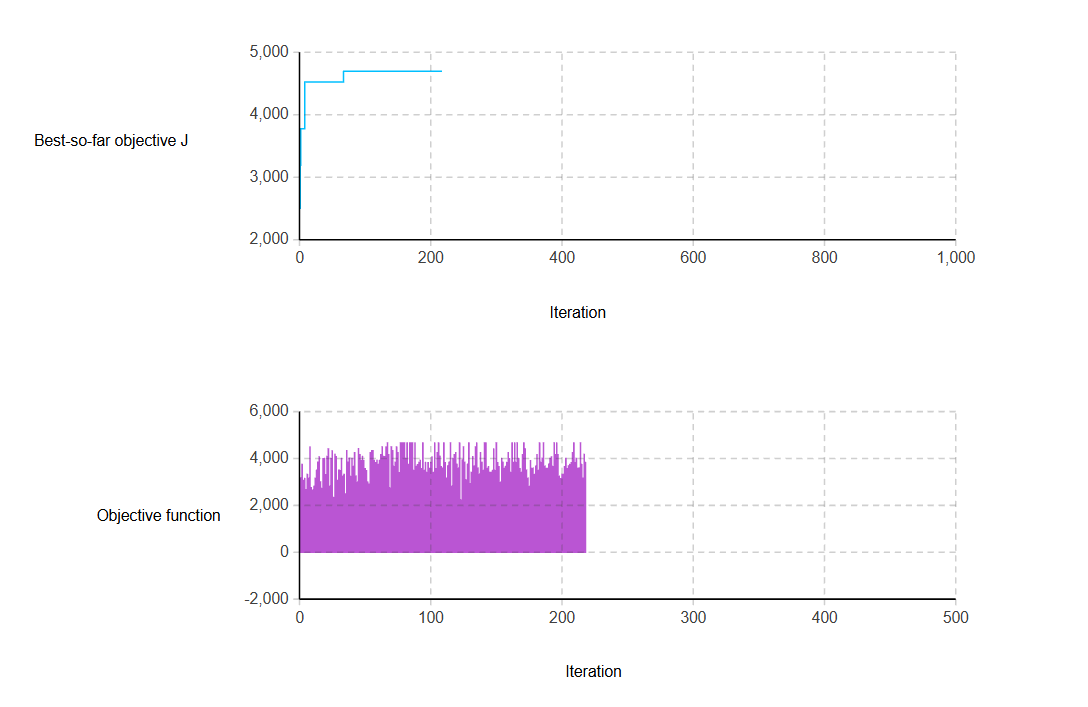 5,000
4,000
Best-so-far objective J
3,000
2,000
0 200 400 600 800 1,000
Iteration
6,000
4,000
2,000
Objective function
0
-2,000
0 100 200 300 400 500
Iteration